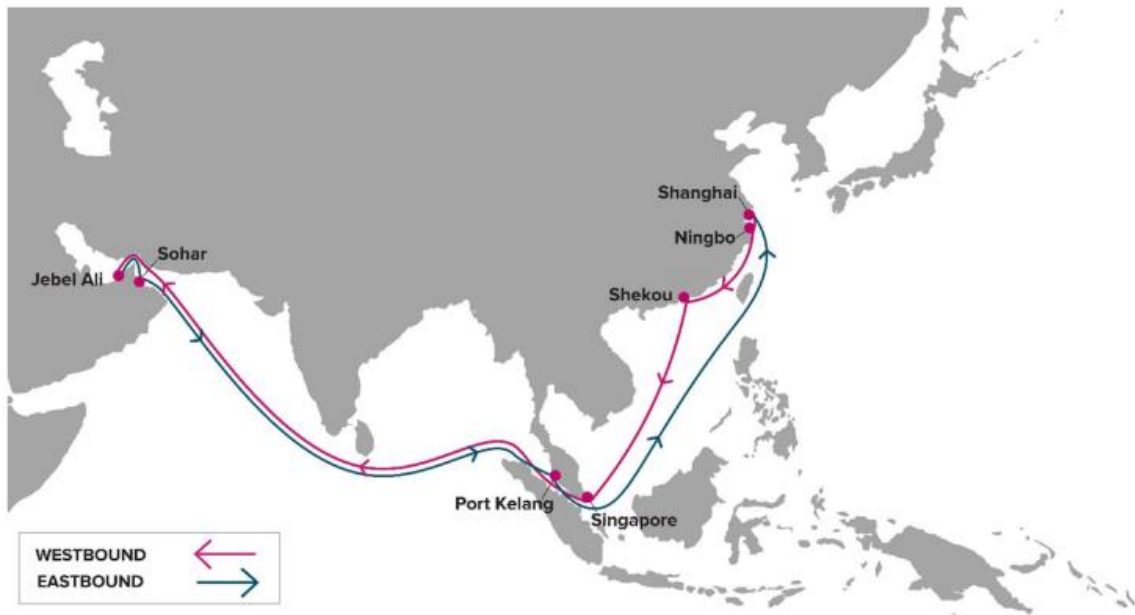 Shanghai
Ningbo
Sohar
Jebel Ali
Shekou
Port Kelang
Singapore
WESTBOUND
EASTBOUND